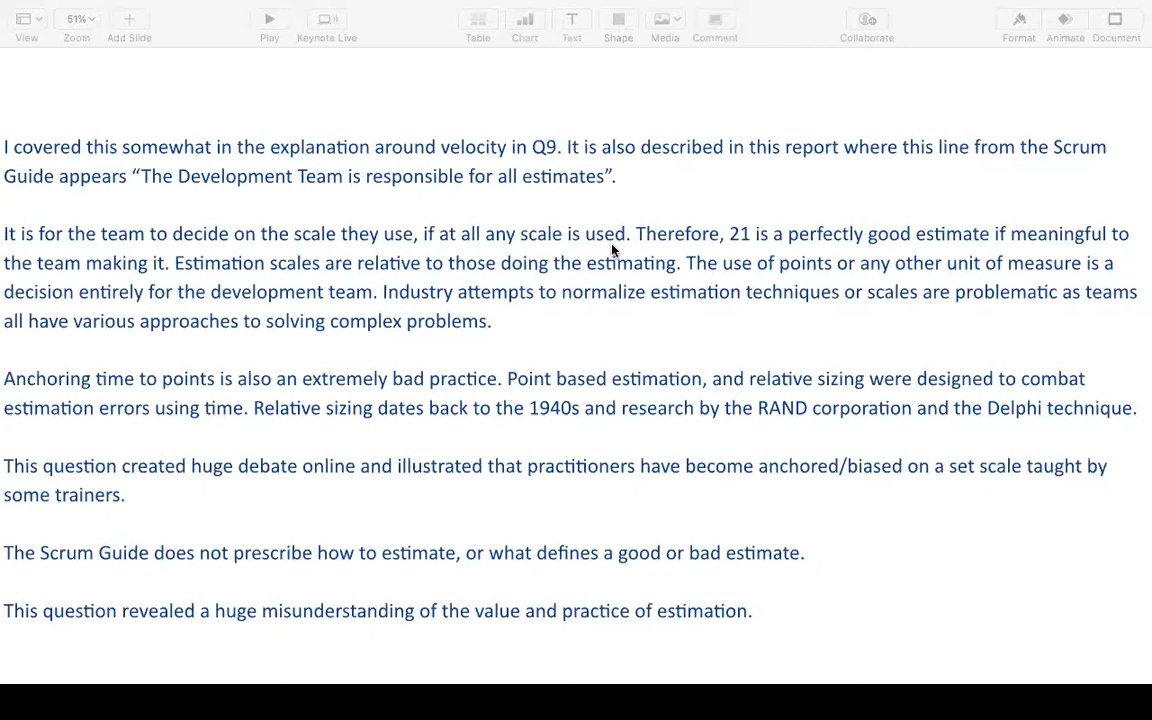 51%
View Zoom Add Slide Play Keynote Live Table Chart Text Shape Media Comment Collaborate Format Animate Document
I covered this somewhat in the explanation around velocity in Q9. It is also described in this report where this line from the Scrum
Guide appears “The Development Team is responsible for all estimates”.
It is for the team to decide on the scale they use, if at all any scale is used. Therefore, 21 is a perfectly good estimate if meaningful to
the team making it. Estimation scales are relative to those doing the estimating. The use of points or any other unit of measure is a
decision entirely for the development team. Industry attempts to normalize estimation techniques or scales are problematic as teams
all have various approaches to solving complex problems.
Anchoring time to points is also an extremely bad practice. Point based estimation, and relative sizing were designed to combat
estimation errors using time. Relative sizing dates back to the 1940s and research by the RAND corporation and the Delphi technique.
This question created huge debate online and illustrated that practitioners have become anchored/biased on a set scale taught by
some trainers.
The Scrum Guide does not prescribe how to estimate, or what defines a good or bad estimate.
This question revealed a huge misunderstanding of the value and practice of estimation.